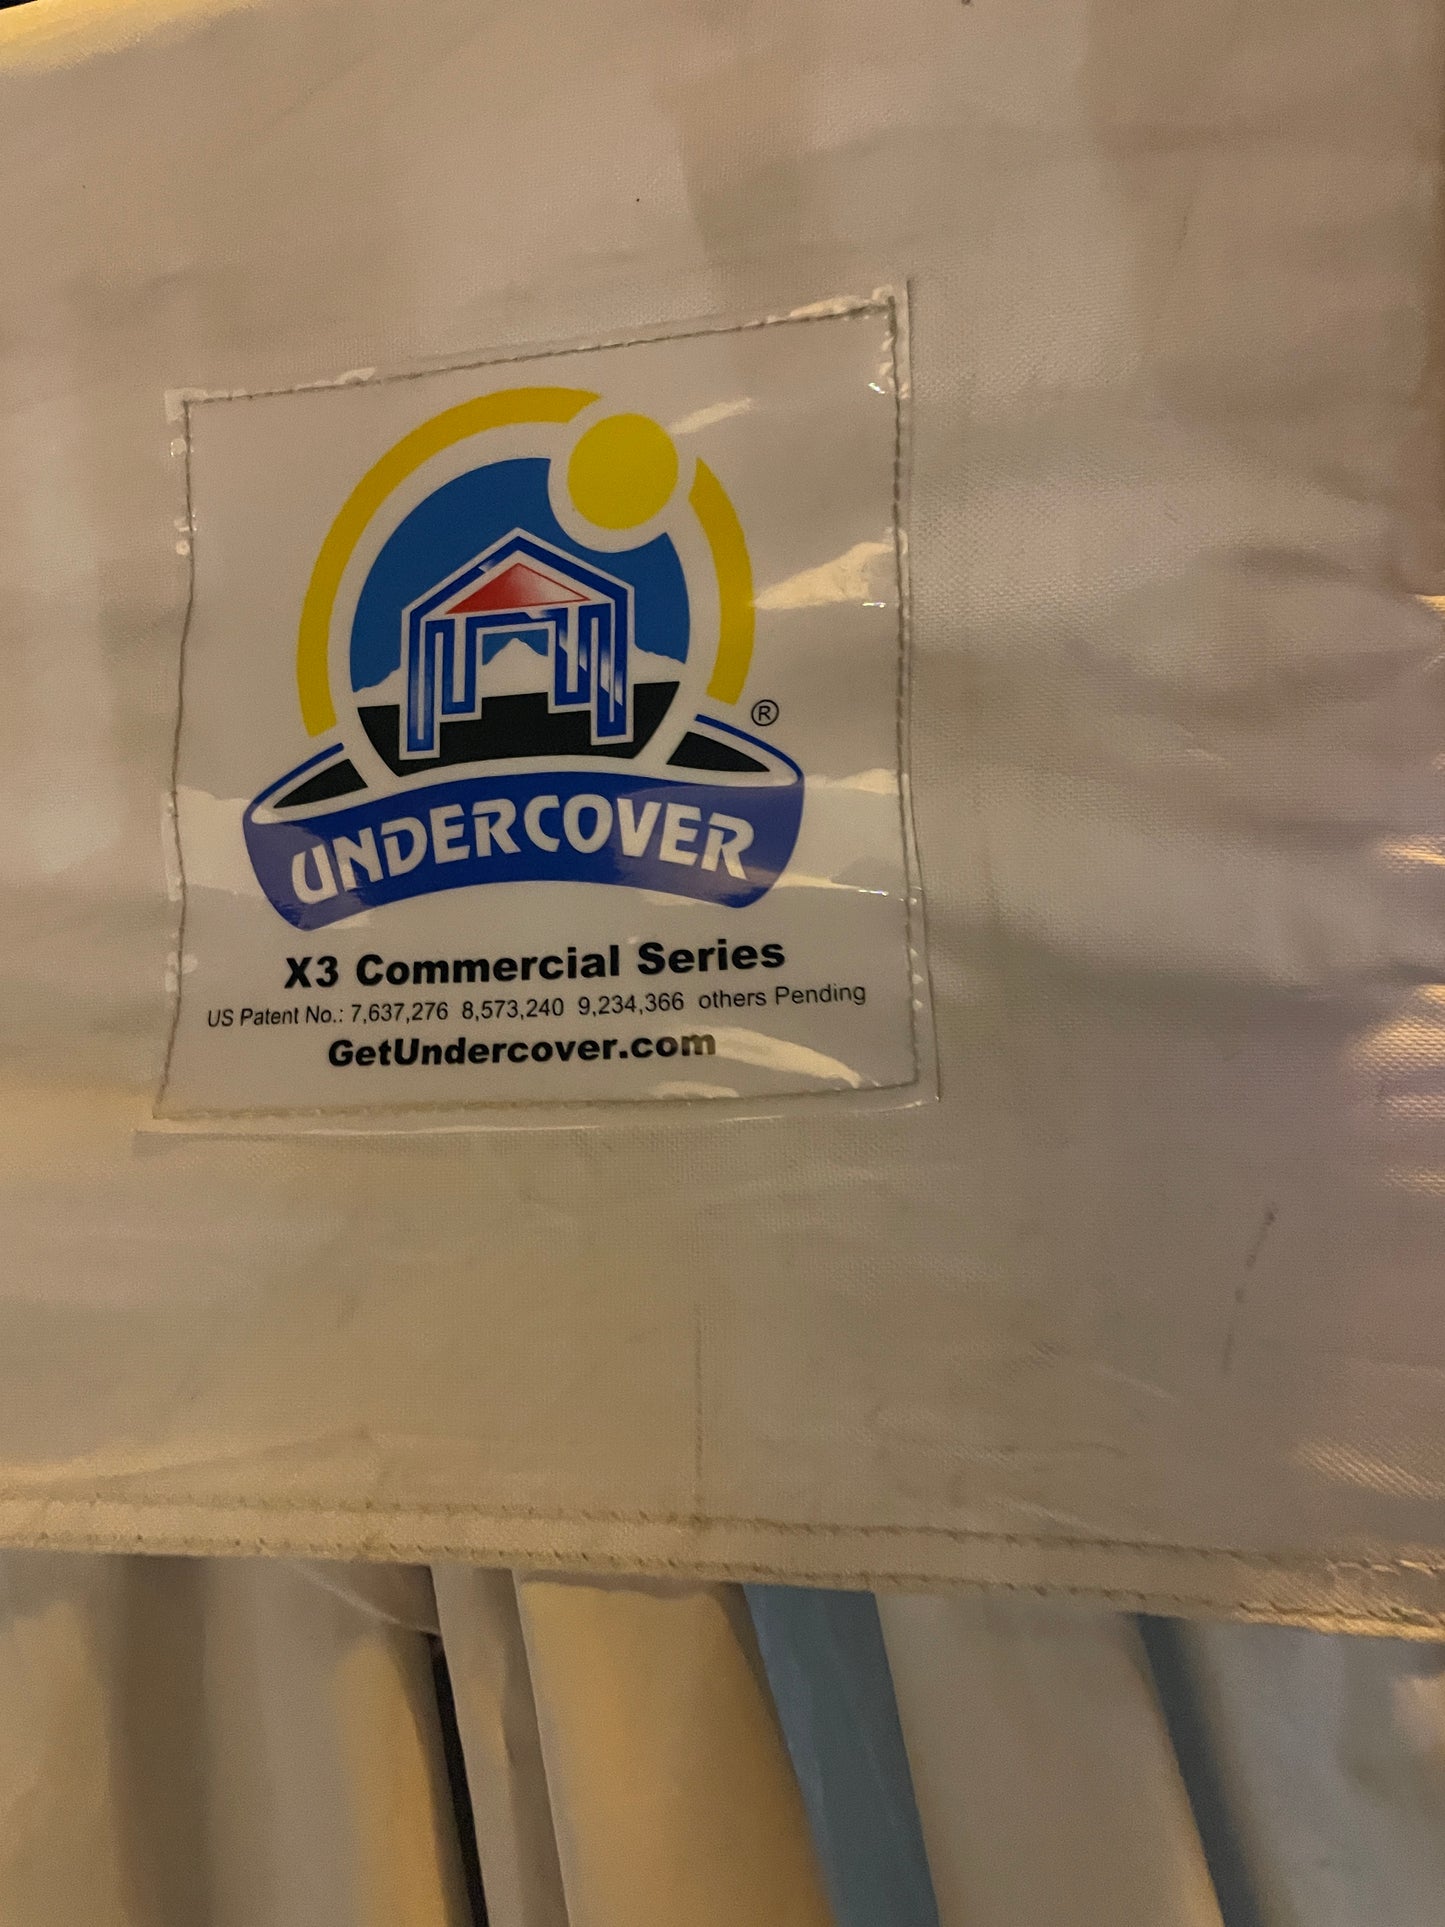 ®
UNDERCOVER
X3 Commercial Series
US Patent No.: 7,637,276 8,573,240 9,234,366 others Pending
GetUndercover.com